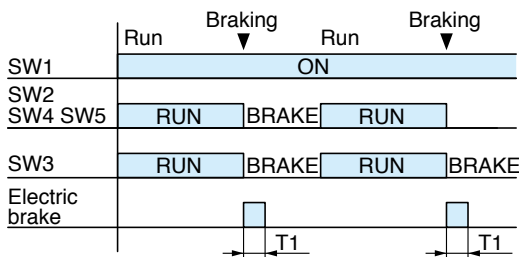 Braking Braking
Run Run
SW1 ON
SW2
SW4 SW5 RUN BRAKE RUN
SW3 RUN BRAKE RUN BRAKE
Electric
brake
T1 T1